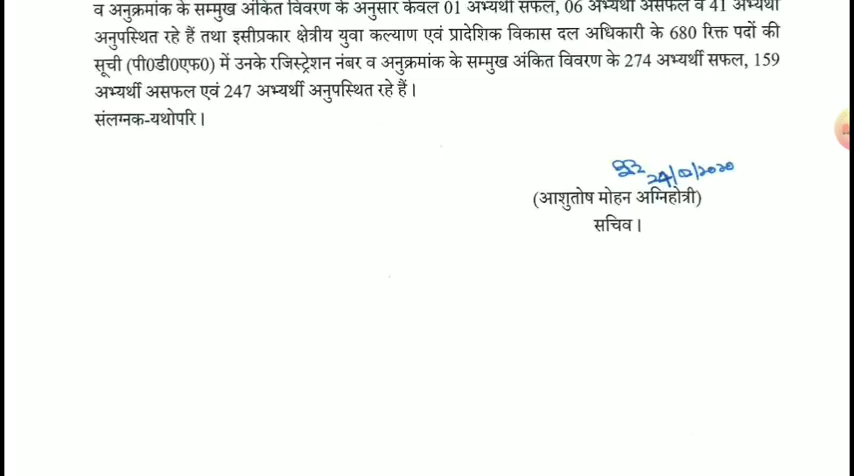 व अनुक्रमांक के सम्मुख अंकित विवरण के अनुसार केवल 01 अभ्यर्थी सफल, 06 अभ्यर्थी असफल व 41 अभ्यर्थी
अनुपस्थित रहे हैं तथा इसीप्रकार क्षेत्रीय युवा कल्याण एवं प्रादेशिक विकास दल अधिकारी के 680 रिक्त पदों की
सूची (पी0डी0एफ0) में उनके रजिस्ट्रेशन नंबर व अनुक्रमांक के सम्मुख अंकित विवरण के 274 अभ्यर्थी सफल, 159
अभ्यर्थी असफल एवं 247 अभ्यर्थी अनुपस्थित रहे हैं।
संलग्नक-यथोपरि।
24/02/2020
(आशुतोष मोहन अग्निहोत्री)
सचिव।